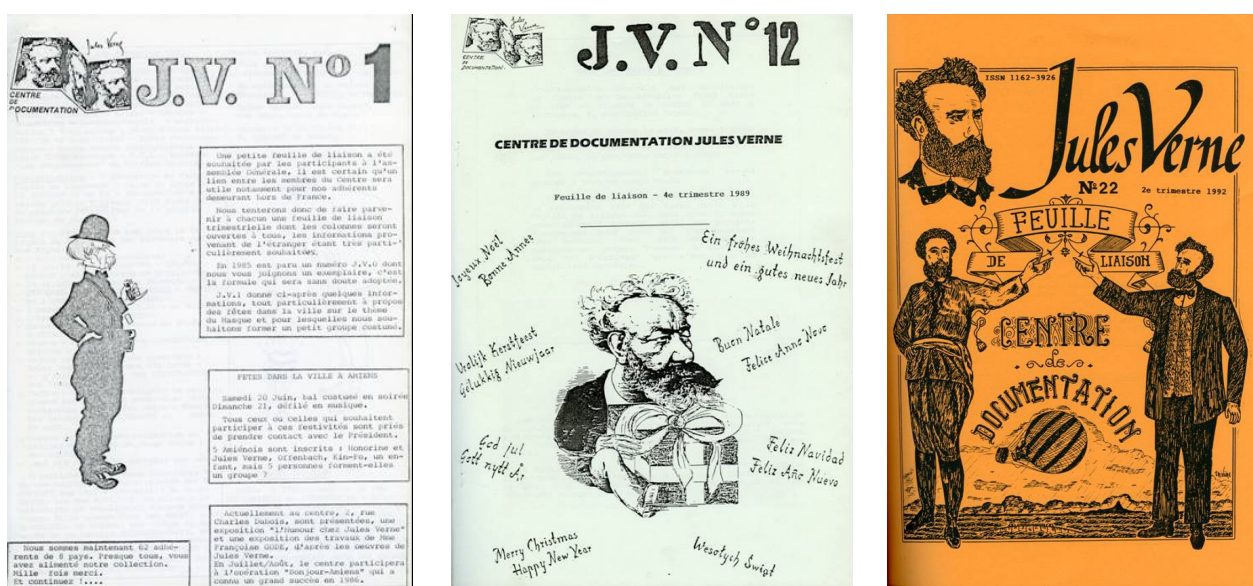 Jules Verne
J.V. N° 1
CENTRE
DE
DOCUMENTATION
Une petite feuille de liaison a été
souhaitée par les participants à l'as-
semblée Générale. Il est certain qu'un
lien entre les membres du Centre sera
utile notamment pour nos adhérents
demeurant hors de France.
Nous tenterons donc de faire parve-
nir à chacun une feuille de liaison
trimestrielle dont les colonnes seront
ouvertes à tous, les informations pro-
venant de l'étranger étant très parti-
culièrement souhaitées.
En 1985 est paru un numéro J.V.0 dont
nous vous joignons un exemplaire, c'est
la formule qui sera sans doute adoptée.
J.V.1 donne ci-après quelques infor-
mations, tout particulièrement à propos
des fêtes dans la ville sur le thème
du Masque et pour lesquelles nous sou-
haitons former un petit groupe costumé.
FETES DANS LA VILLE A AMIENS
Samedi 20 Juin, bal costumé en soirée
Dimanche 21, défilé en musique.
Tous ceux ou celles qui souhaitent
participer à ces festivités sont priés
de prendre contact avec le Président.
5 Amiénois sont inscrits : Honorine et
Jules Verne, Offenbach, Kin-Fo, un en-
fant, mais 5 personnes forment-elles
un groupe ?
Actuellement au centre, 2, rue
Charles Dubois, sont présentées, une
exposition "l'Humour chez Jules Verne"
et une exposition des travaux de Mme
Françoise GODE, d'après les oeuvres de
Jules Verne.
En Juillet/Août, le centre participera
à l'opération "Bonjour-Amiens" qui a
connu un grand succès en 1986.
Nous sommes maintenant 62 adhé-
rents de 8 pays. Presque tous, vous
avez alimenté notre collection.
Mille fois merci.
Et continuez !....
Jules Verne
CENTRE
DE
DOCUMENTATION
J.V. N° 12
CENTRE DE DOCUMENTATION JULES VERNE
Feuille de liaison - 4e trimestre 1989
Joyeux Noël
Bonne Année
Ein frohes Weihnachtsfest
und ein gutes neues Jahr
Vrolijk Kerstfeest
Gelukkig Nieuwjaar
Buon Natale
Felice Anno Novo
God jul
Gott nytt År
Feliz Navidad
Feliz Año Nuevo
Merry Christmas
Happy New Year
Wesołych Świąt
ISSN 1162-3926
Jules Verne
N° 22
2e trimestre 1992
FEUILLE
DE LIAISON
CENTRE
de
DOCUMENTATION